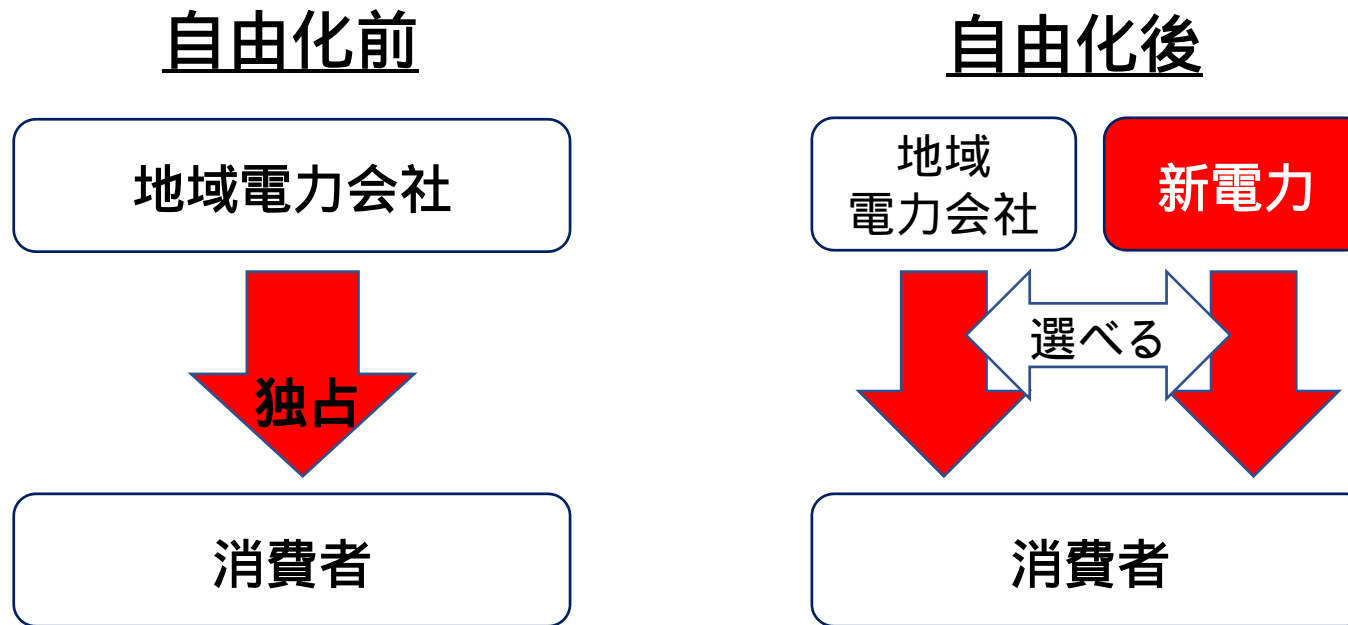 自由化前
地域電力会社
独占
消費者
自由化後
地域
電力会社
新電力
選べる
消費者